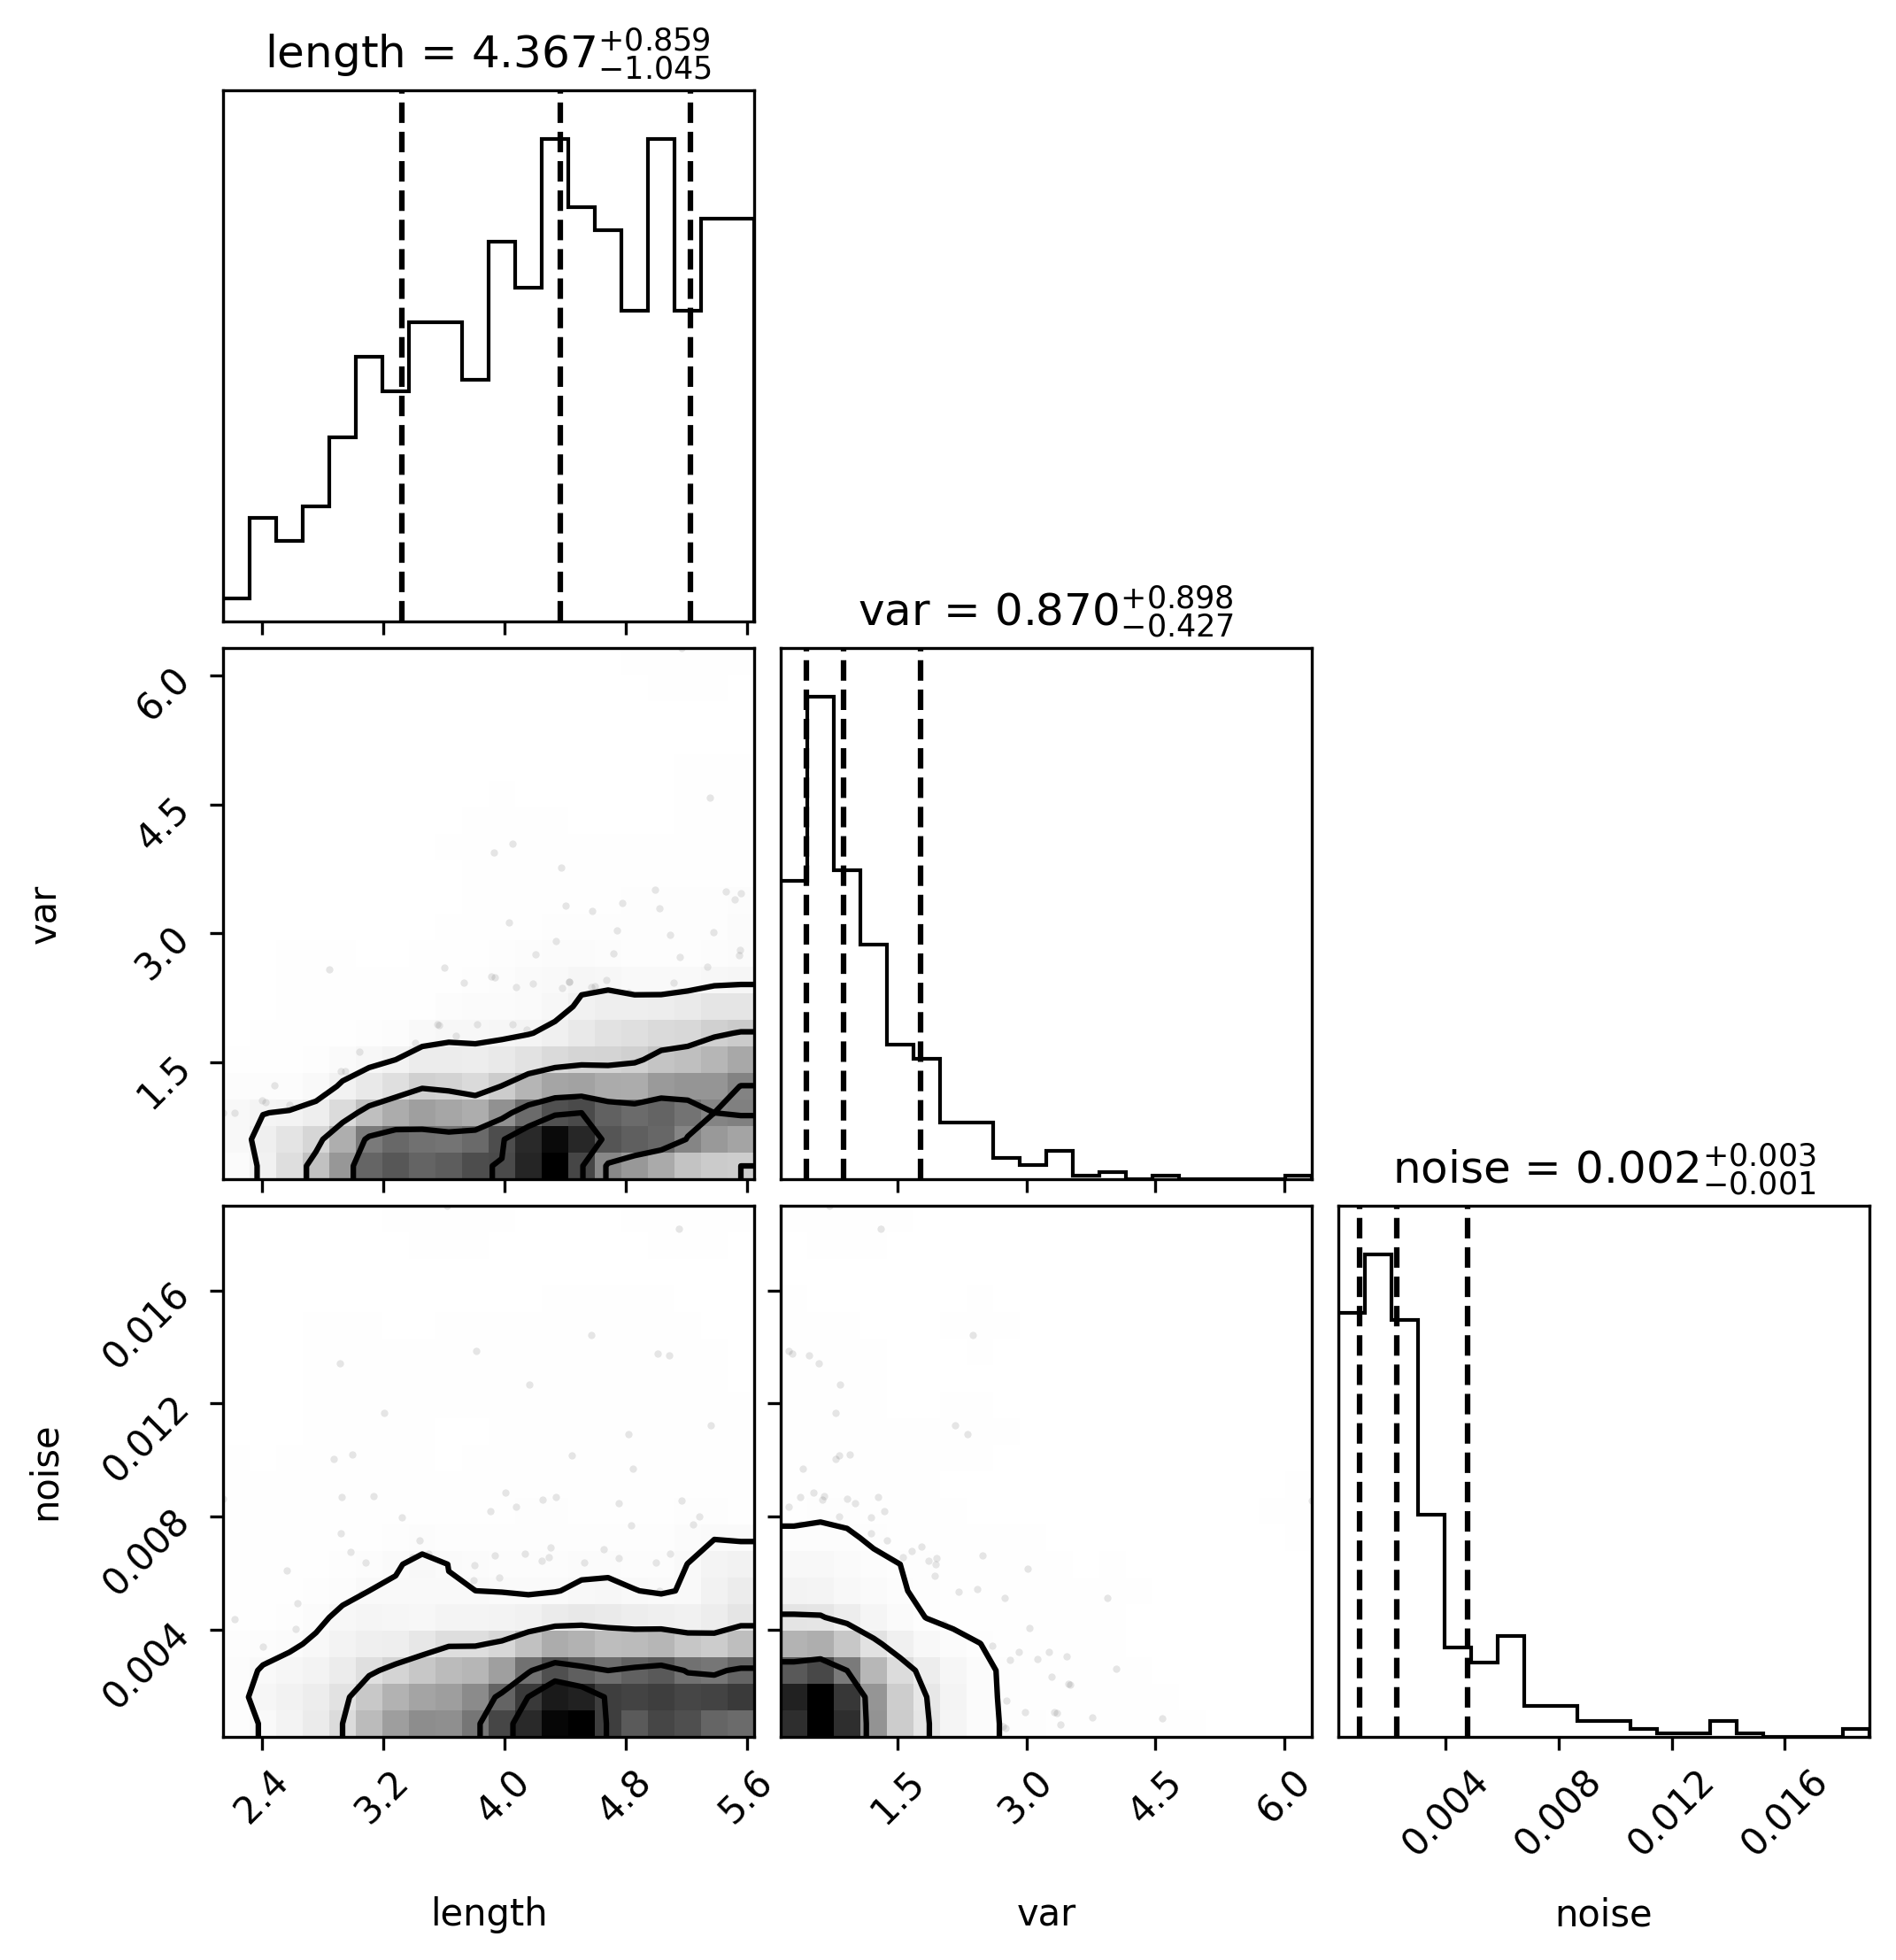 length = 4.367+0.859 −1.045
var = 0.870+0.898 −0.427
6.0
4.5
3.0
1.5
var
noise = 0.002+0.003 −0.001
0.016
0.012
0.008
0.004
noise
2.4 3.2 4.0 4.8 5.6 1.5 3.0 4.5 6.0 0.004 0.008 0.012 0.016
length var noise